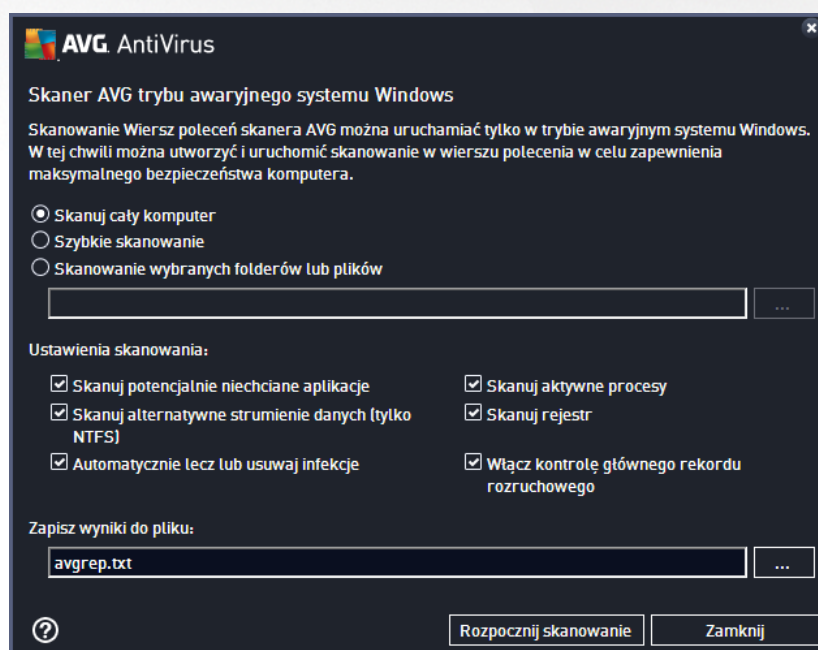 AVG. AntiVirus
Skaner AVG trybu awaryjnego systemu Windows
Skanowanie Wiersz poleceń skanera AVG można uruchamiać tylko w trybie awaryjnym systemu Windows.
W tej chwili można utworzyć i uruchomić skanowanie w wierszu polecenia w celu zapewnienia
maksymalnego bezpieczeństwa komputera.
Skanuj cały komputer
Szybkie skanowanie
Skanowanie wybranych folderów lub plików
...
Ustawienia skanowania:
Skanuj potencjalnie niechciane aplikacje
Skanuj alternatywne strumienie danych (tylko
NTFS)
Automatycznie lecz lub usuwaj infekcje
Skanuj aktywne procesy
Skanuj rejestr
Włącz kontrolę głównego rekordu
rozruchowego
Zapisz wyniki do pliku:
avgrep.txt
...
Rozpocznij skanowanie
Zamknij